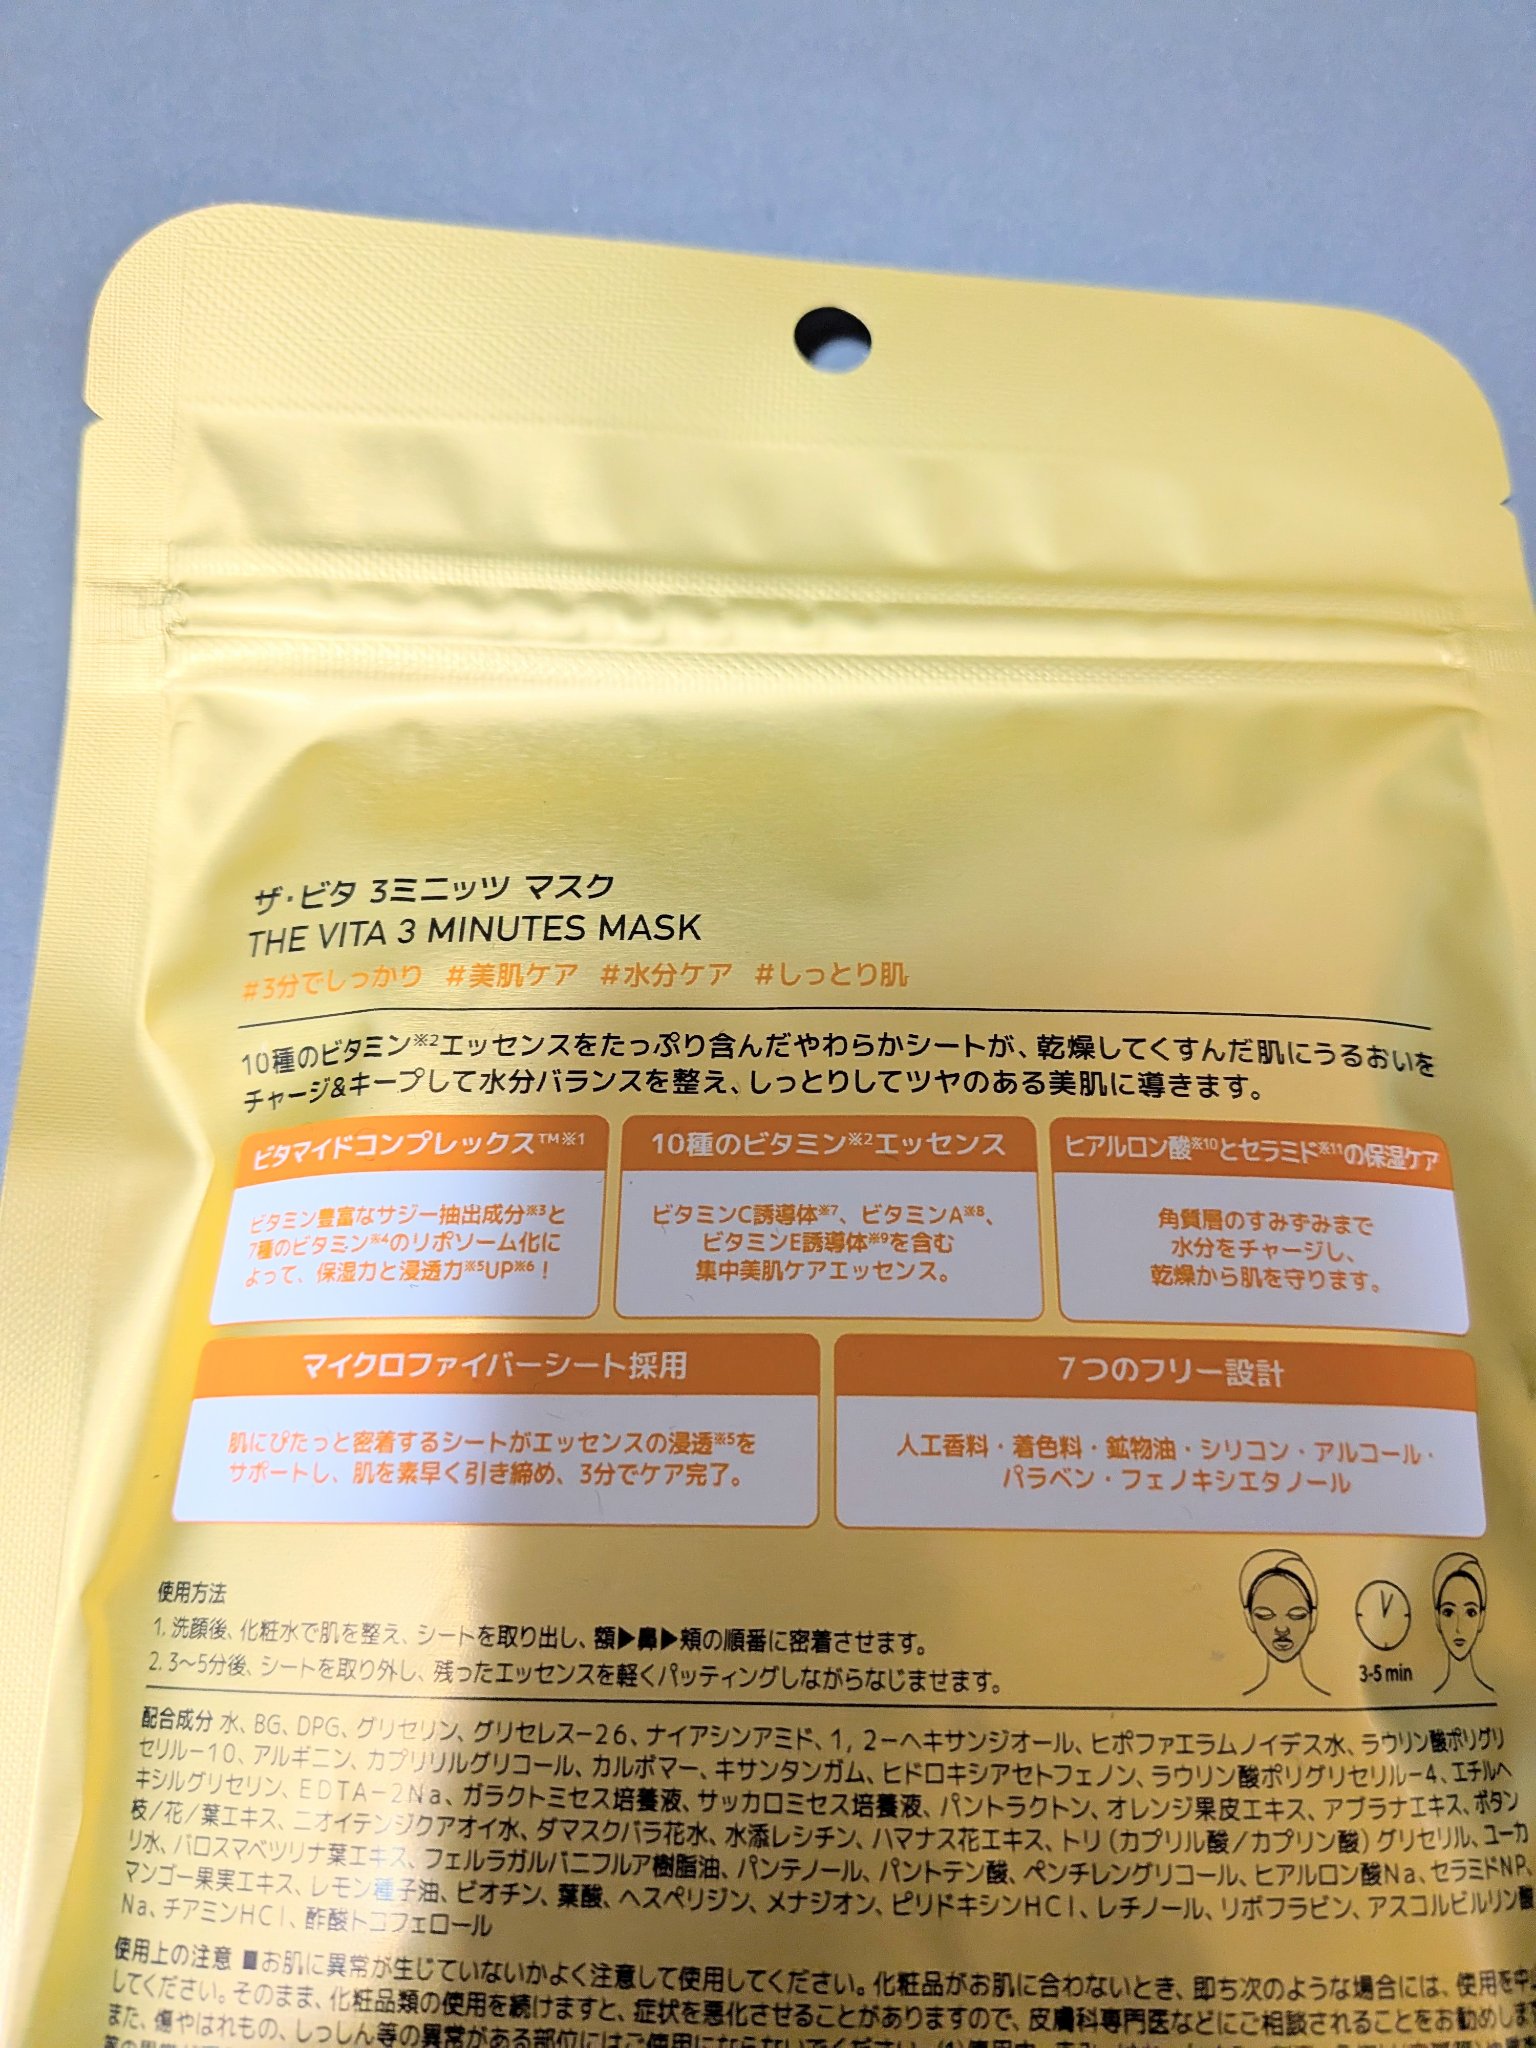 ザ・ビタ 3ミニッツ マスク
THE VITA 3 MINUTES MASK
#3分でしっかり #美肌ケア #水分ケア #しっとり肌
10種のビタミン※2エッセンスをたっぷり含んだやわらかシートが、乾燥してくすんだ肌にうるおいを
チャージ&キープして水分バランスを整え、しっとりしてツヤのある美肌に導きます。
ビタマイドコンプレックス™※1
ビタミン豊富なサジー抽出成分※3と
7種のビタミン※4のリポソーム化に
よって、保湿力と浸透力※5UP※6！
10種のビタミン※2エッセンス
ビタミンC誘導体※7、ビタミンA※8、
ビタミンE誘導体※9を含む
集中美肌ケアエッセンス。
ヒアルロン酸※10とセラミド※11の保湿ケア
角質層のすみずみまで
水分をチャージし、
乾燥から肌を守ります。
マイクロファイバーシート採用
肌にぴたっと密着するシートがエッセンスの浸透※5を
サポートし、肌を素早く引き締め、3分でケア完了。
7つのフリー設計
人工香料・着色料・鉱物油・シリコン・アルコール・
パラベン・フェノキシエタノール
使用方法
1. 洗顔後、化粧水で肌を整え、シートを取り出し、額▶鼻▶頬の順番に密着させます。
2. 3〜5分後、シートを取り外し、残ったエッセンスを軽くパッティングしながらなじませます。
3-5 min
配合成分 水、BG、DPG、グリセリン、グリセレス－26、ナイアシンアミド、1，2－ヘキサンジオール、ヒポファエラムノイデス水、ラウリン酸ポリグリ
セリル－10、アルギニン、カプリリルグリコール、カルボマー、キサンタンガム、ヒドロキシアセトフェノン、ラウリン酸ポリグリセリル－4、エチルヘ
キシルグリセリン、EDTA－2Na、ガラクトミセス培養液、サッカロミセス培養液、パントラクトン、オレンジ果皮エキス、アブラナエキス、ボタン
枝/花/葉エキス、ニオイテンジクアオイ水、ダマスクバラ花水、水添レシチン、ハマナス花エキス、トリ（カプリル酸/カプリン酸）グリセリル、ユーカ
リ水、バロスマベツリナ葉エキス、フェルラガルバニフルア樹脂油、パンテノール、パントテン酸、ペンチレングリコール、ヒアルロン酸Na、セラミドNP、
マンゴー果実エキス、レモン種子油、ビオチン、葉酸、ヘスペリジン、メナジオン、ピリドキシンHCl、レチノール、リボフラビン、アスコルビルリン酸
Na、チアミンHCl、酢酸トコフェロール
使用上の注意 ■お肌に異常が生じていないかよく注意して使用してください。化粧品がお肌に合わないとき、即ち次のような場合には、使用を中
してください。そのまま、化粧品類の使用を続けますと、症状を悪化させることがありますので、皮膚科専門医などにご相談されることをお勧めしま
また、傷やはれもの、しっしん等の異常がある部位にはご使用にならないでください。